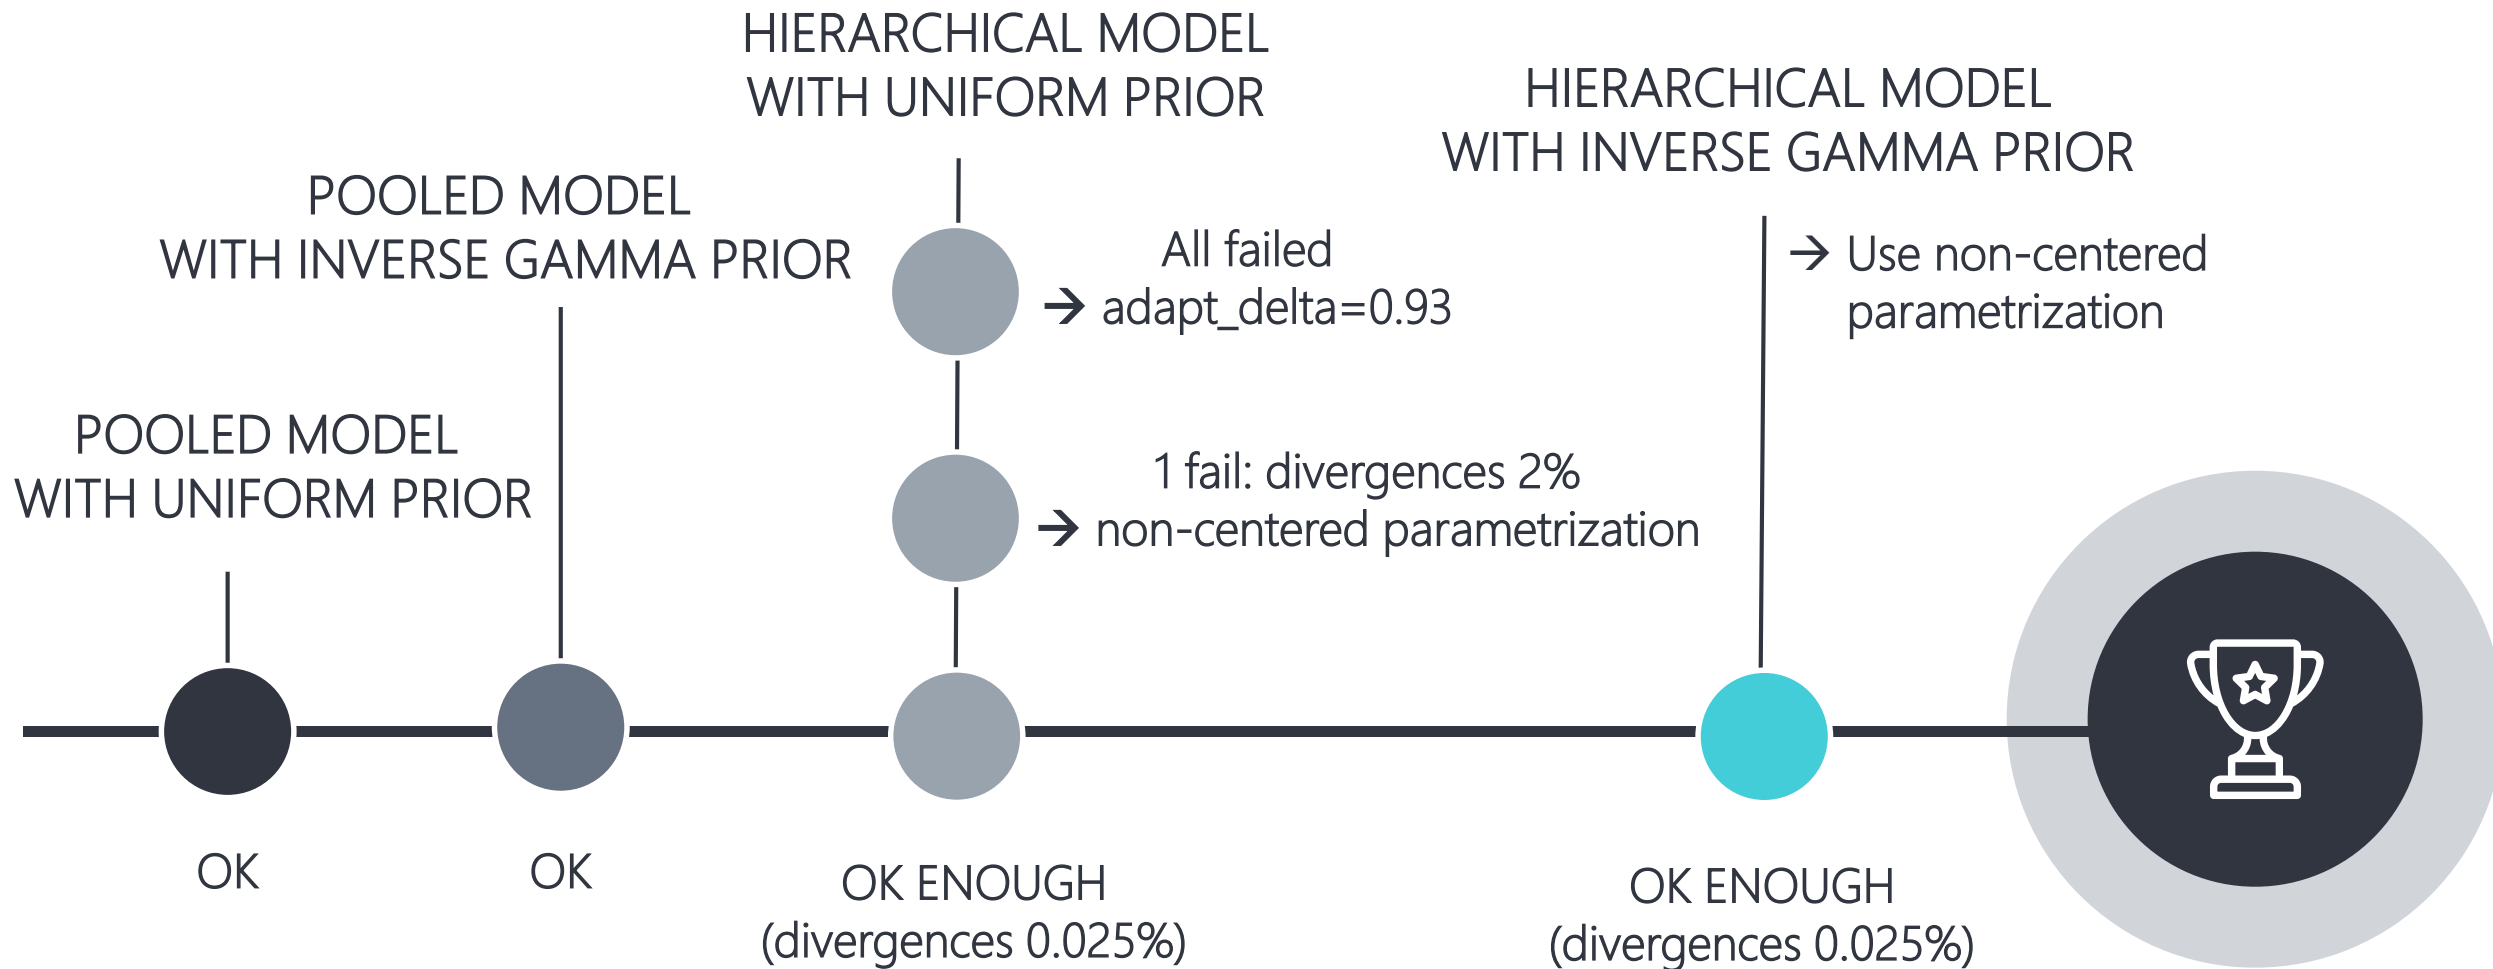 POOLED MODEL
WITH UNIFORM PRIOR
OK
POOLED MODEL
WITH INVERSE GAMMA PRIOR
OK
HIERARCHICAL MODEL
WITH UNIFORM PRIOR
All failed
→ adapt_delta=0.93
1 fail: divergences 2%
→ non-centered parametrization
OK ENOUGH
(divergences 0.025%)
HIERARCHICAL MODEL
WITH INVERSE GAMMA PRIOR
→ Use non-centered
parametrization
OK ENOUGH
(divergences 0.025%)